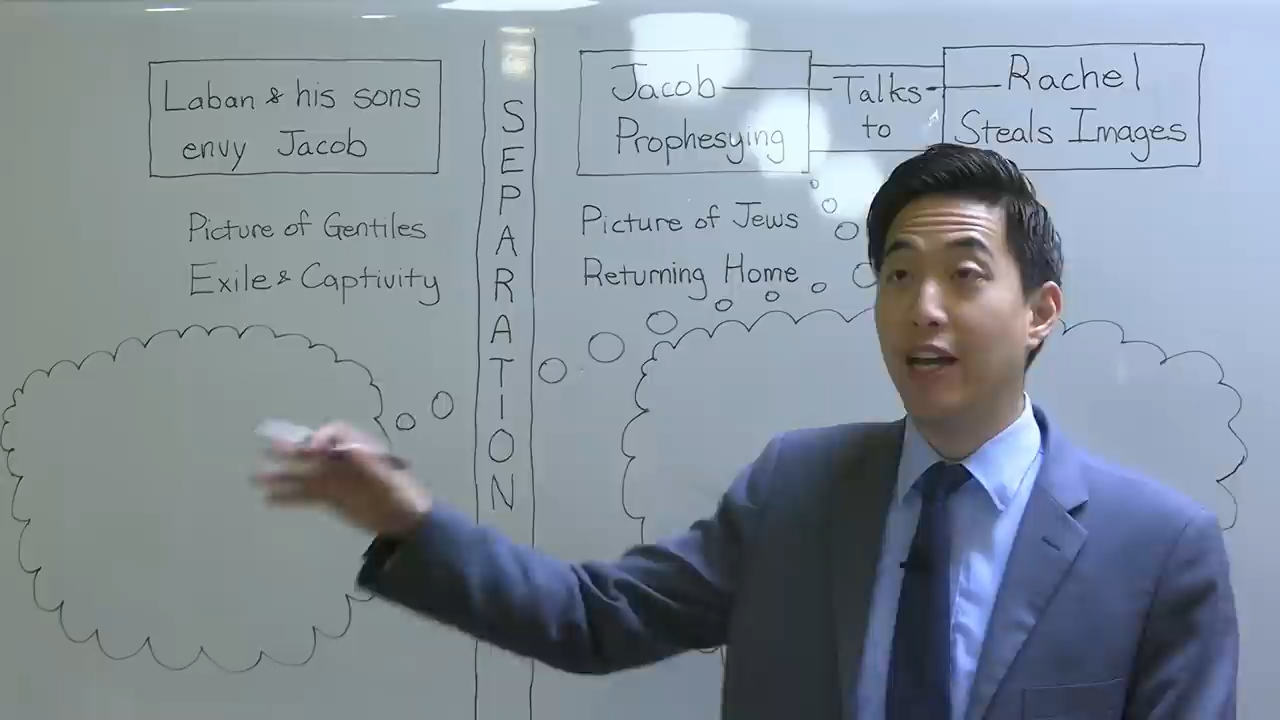 Laban & his sons
envy Jacob
Picture of Gentiles
Exile & Captivity
SEPARATION
Jacob
Prophesying
Talks
to
Rachel
Steals Images
Picture of Jews
Returning Home